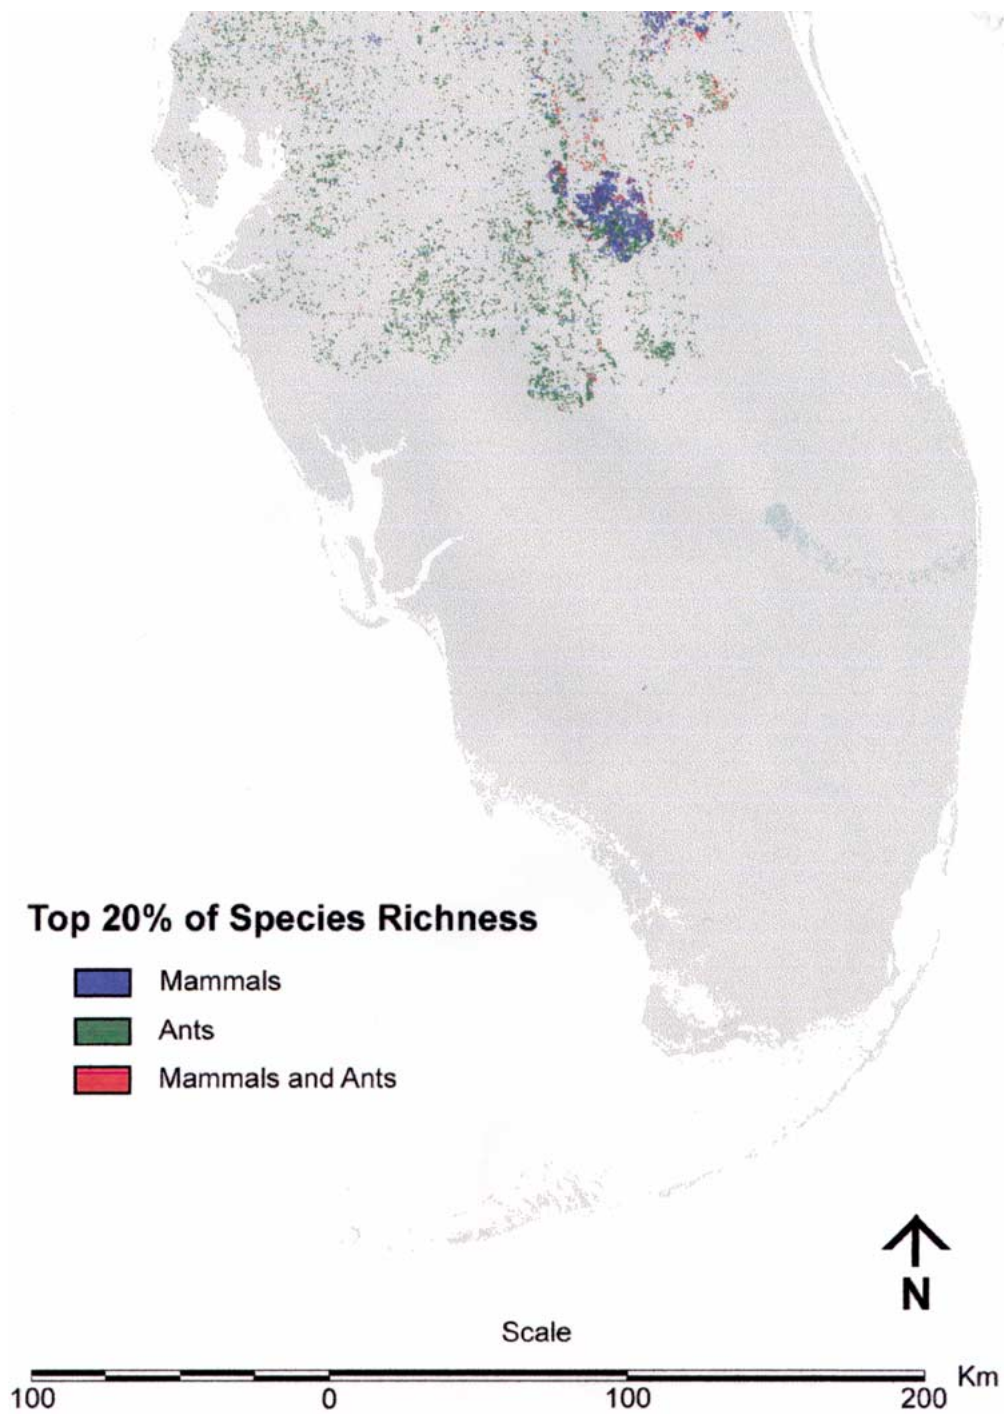 Top 20% of Species Richness
Mammals
Ants
Mammals and Ants
N
Scale
100 0 100 200 Km